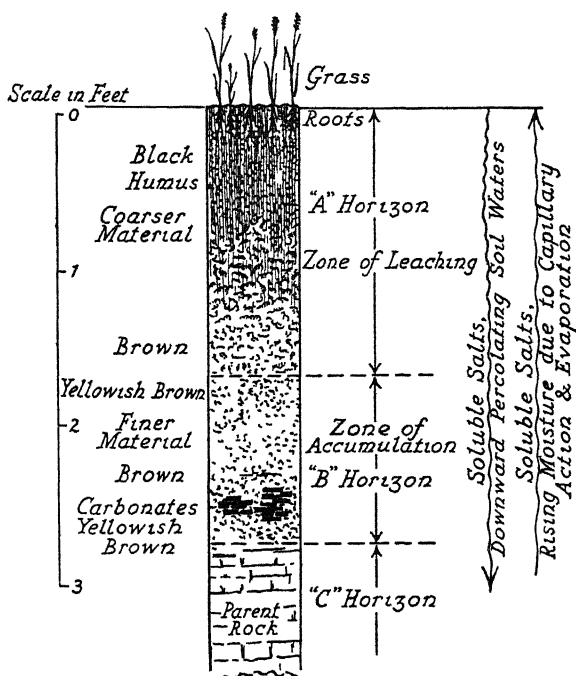 Grass
Scale in Feet
0
Roots
Black
Humus
"A" Horizon
Coarser
Material
1
Zone of Leaching
Brown
Yellowish Brown
2
Finer
Material
Zone of
Accumulation
Brown
"B" Horizon
Carbonates
Yellowish
Brown
3
"C" Horizon
Parent
Rock
Soluble Salts,
Downward Percolating Soil Waters
Soluble Salts,
Rising Moisture due to Capillary
Action & Evaporation